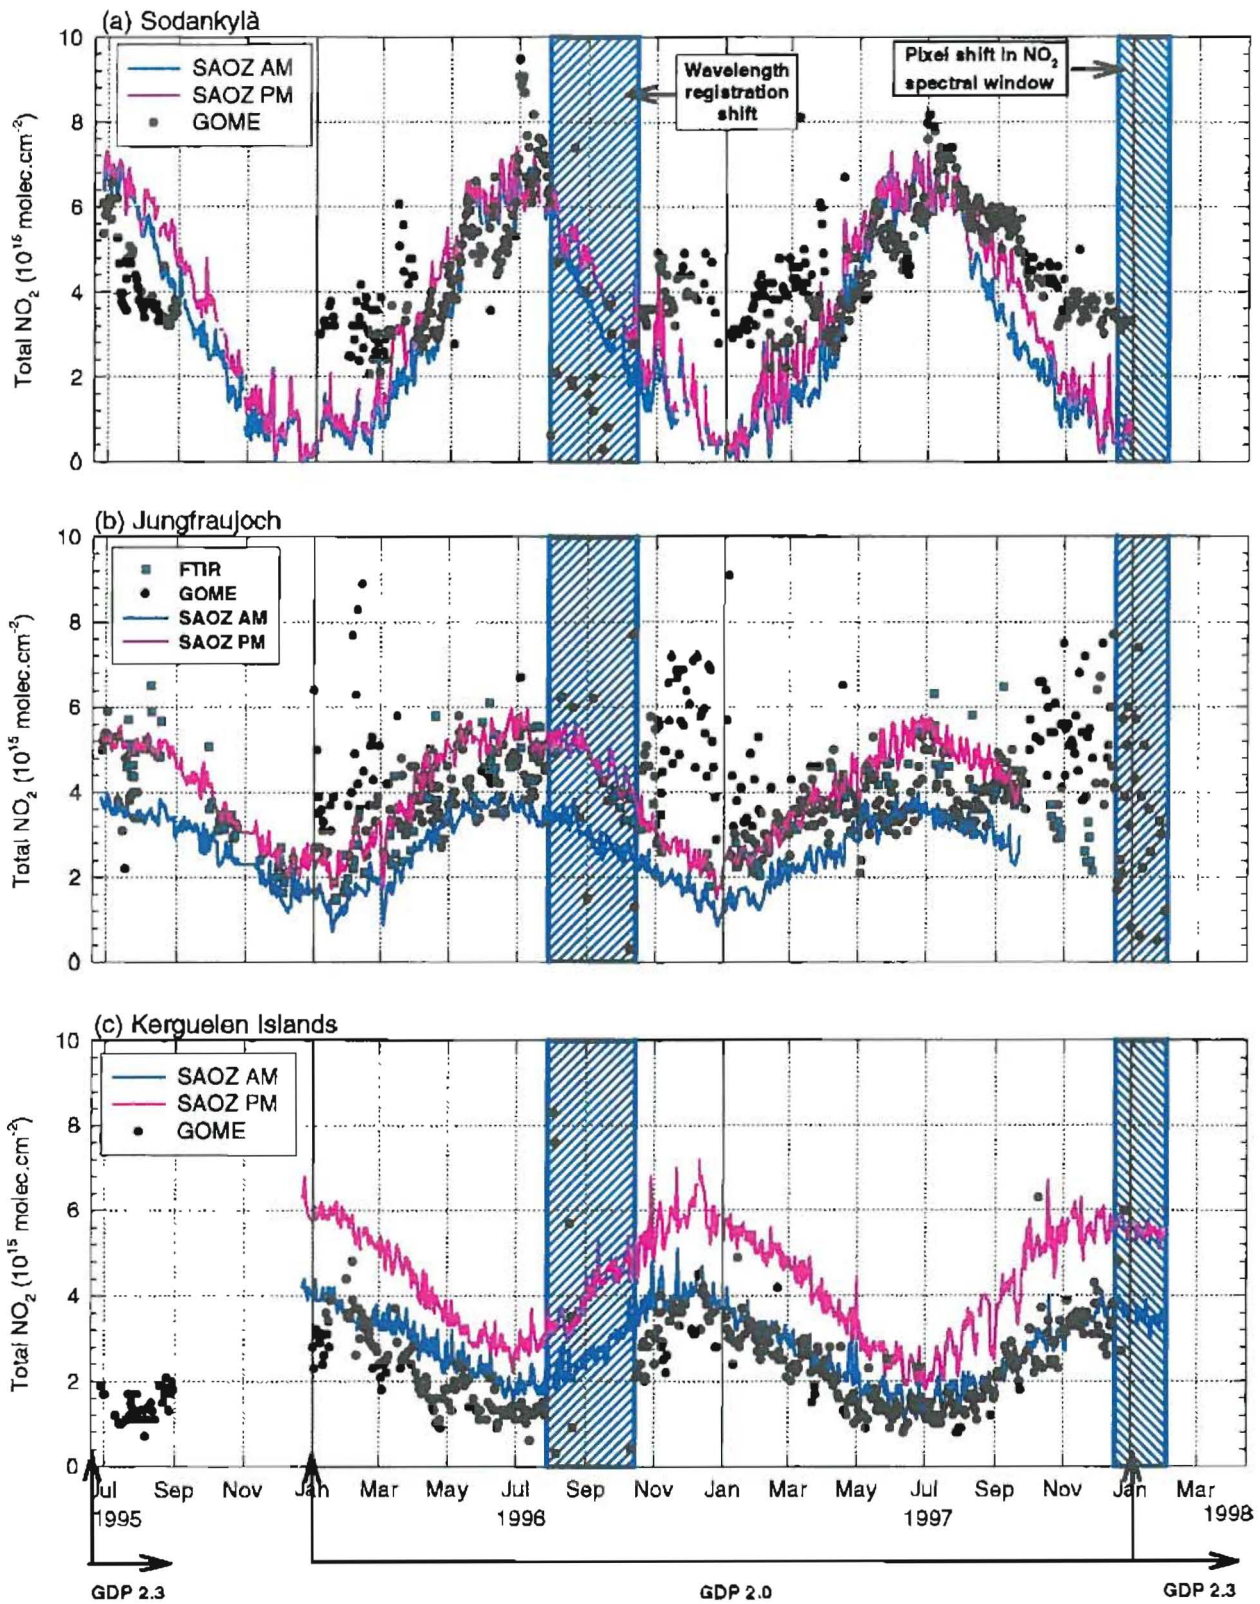 (a) Sodankylà
Total NO2 (10^15 molec.cm^-2)
10
8
6
4
2
0
SAOZ AM
SAOZ PM
GOME
Wavelength
registration
shift
Pixel shift in NO2
spectral window
(b) Jungfraujoch
Total NO2 (10^15 molec.cm^-2)
10
8
6
4
2
0
FTIR
GOME
SAOZ AM
SAOZ PM
(c) Kerguelen Islands
Total NO2 (10^15 molec.cm^-2)
10
8
6
4
2
0
SAOZ AM
SAOZ PM
GOME
Jul Sep Nov Jan Mar May Jul Sep Nov Jan Mar May Jul Sep Nov Jan Mar
1995 1996 1997 1998
GDP 2.3 GDP 2.0 GDP 2.3